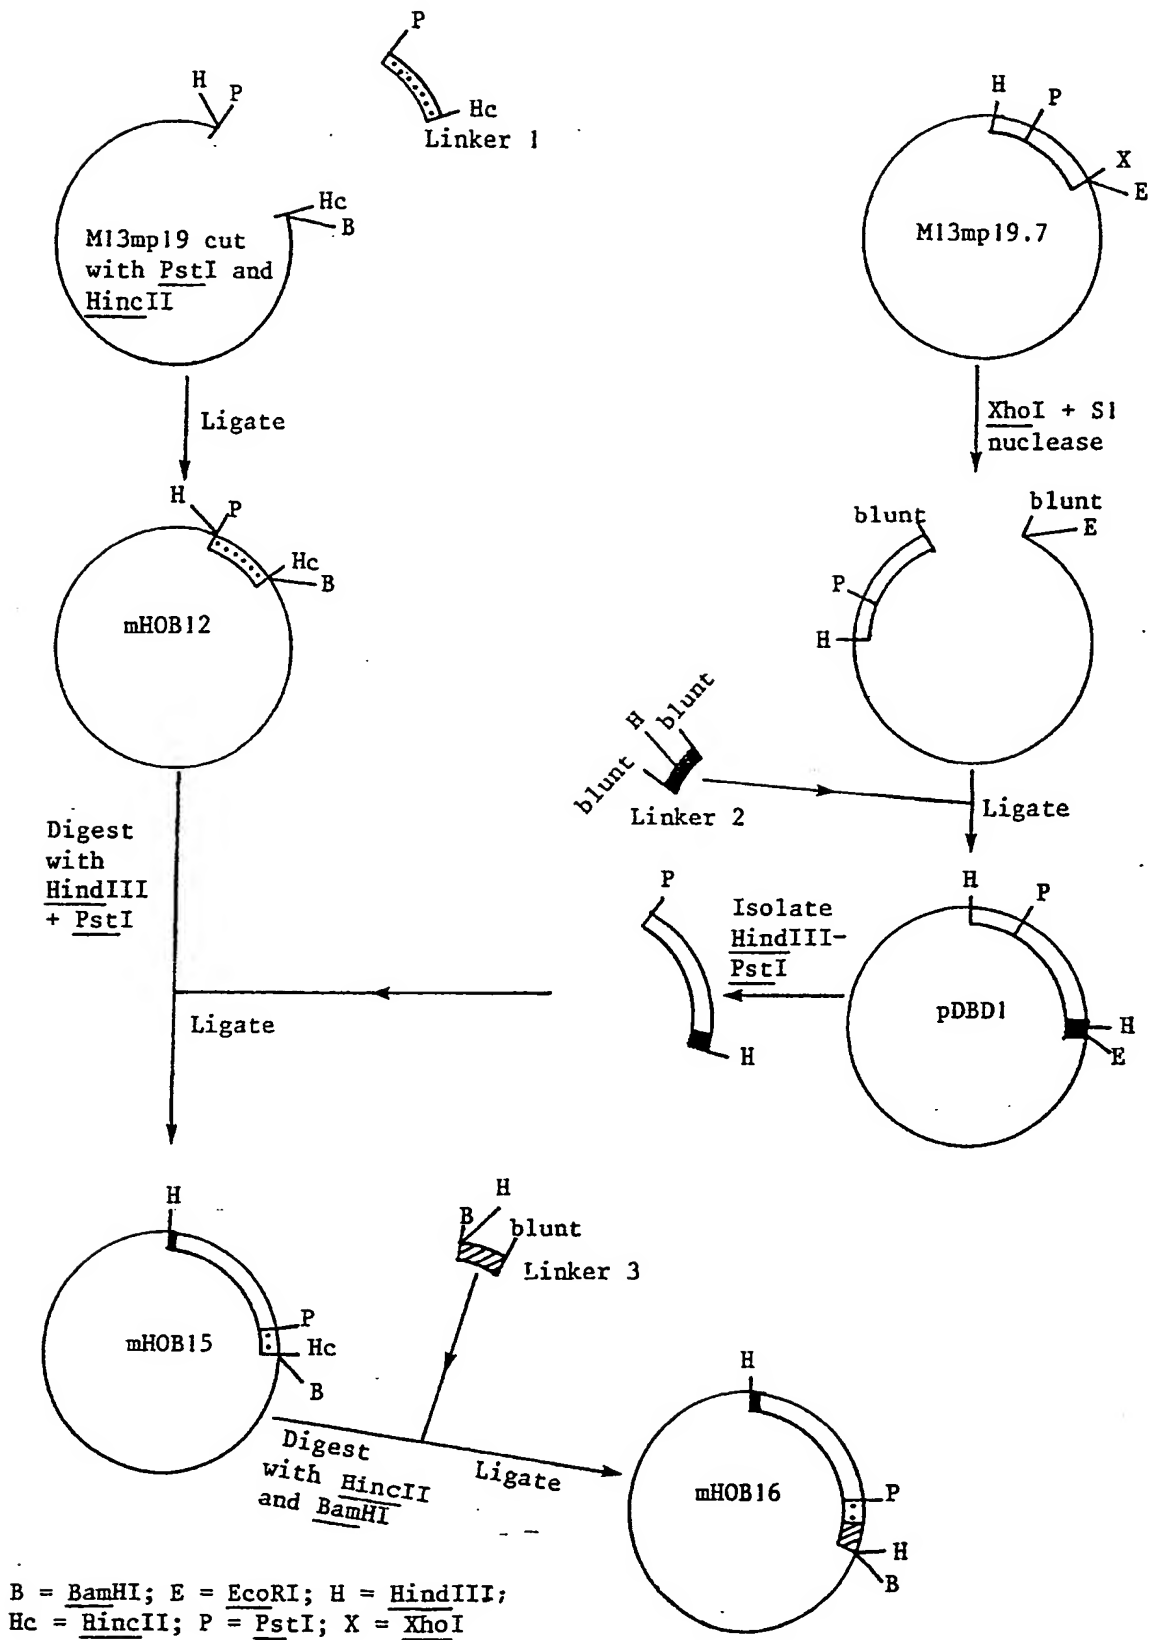 P
H
P
Hc
Linker 1
Hc
B
M13mp19 cut
with PstI and
HincII
H
P
X
E
M13mp19.7
Ligate
XhoI + S1
nuclease
H
P
Hc
B
mHOB12
blunt
blunt
E
P
H
blunt
H
blunt
Linker 2
Ligate
Digest
with
HindIII
+ PstI
P
H
Isolate
HindIII-
PstI
H
P
pDBD1
H
E
Ligate
H
mHOB15
P
Hc
B
B
H
blunt
Linker 3
Digest
with HincII
and BamHI
Ligate
H
mHOB16
P
H
B
B = BamHI; E = EcoRI; H = HindIII;
Hc = HincII; P = PstI; X = XhoI